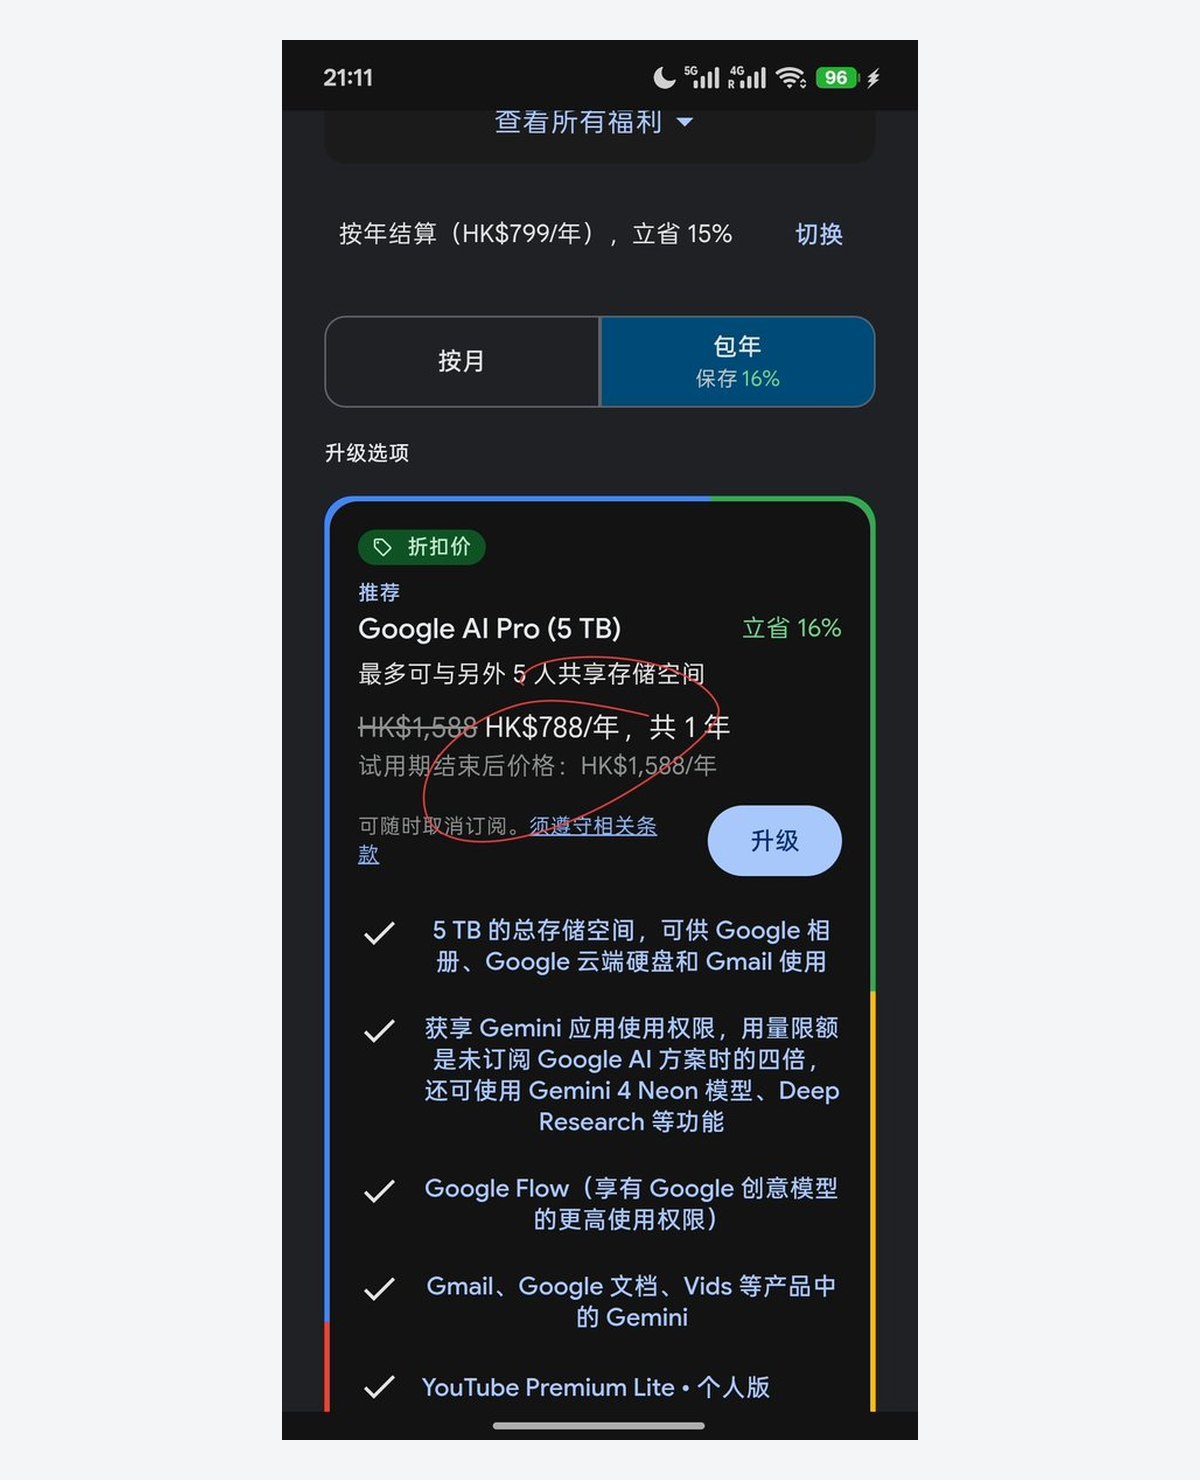 21:11
5G
4G
R
96
查看所有福利
按年结算（HK$799/年），立省 15%
切换
按月
包年
保存 16%
升级选项
折扣价
推荐
Google AI Pro (5 TB)
立省 16%
最多可与另外 5 人共享存储空间
HK$1,588 HK$788/年，共 1 年
试用期结束后价格：HK$1,588/年
可随时取消订阅。须遵守相关条
款
升级
5 TB 的总存储空间，可供 Google 相
册、Google 云端硬盘和 Gmail 使用
获享 Gemini 应用使用权限，用量限额
是未订阅 Google AI 方案时的四倍，
还可使用 Gemini 4 Neon 模型、Deep
Research 等功能
Google Flow（享有 Google 创意模型
的更高使用权限）
Gmail、Google 文档、Vids 等产品中
的 Gemini
YouTube Premium Lite • 个人版